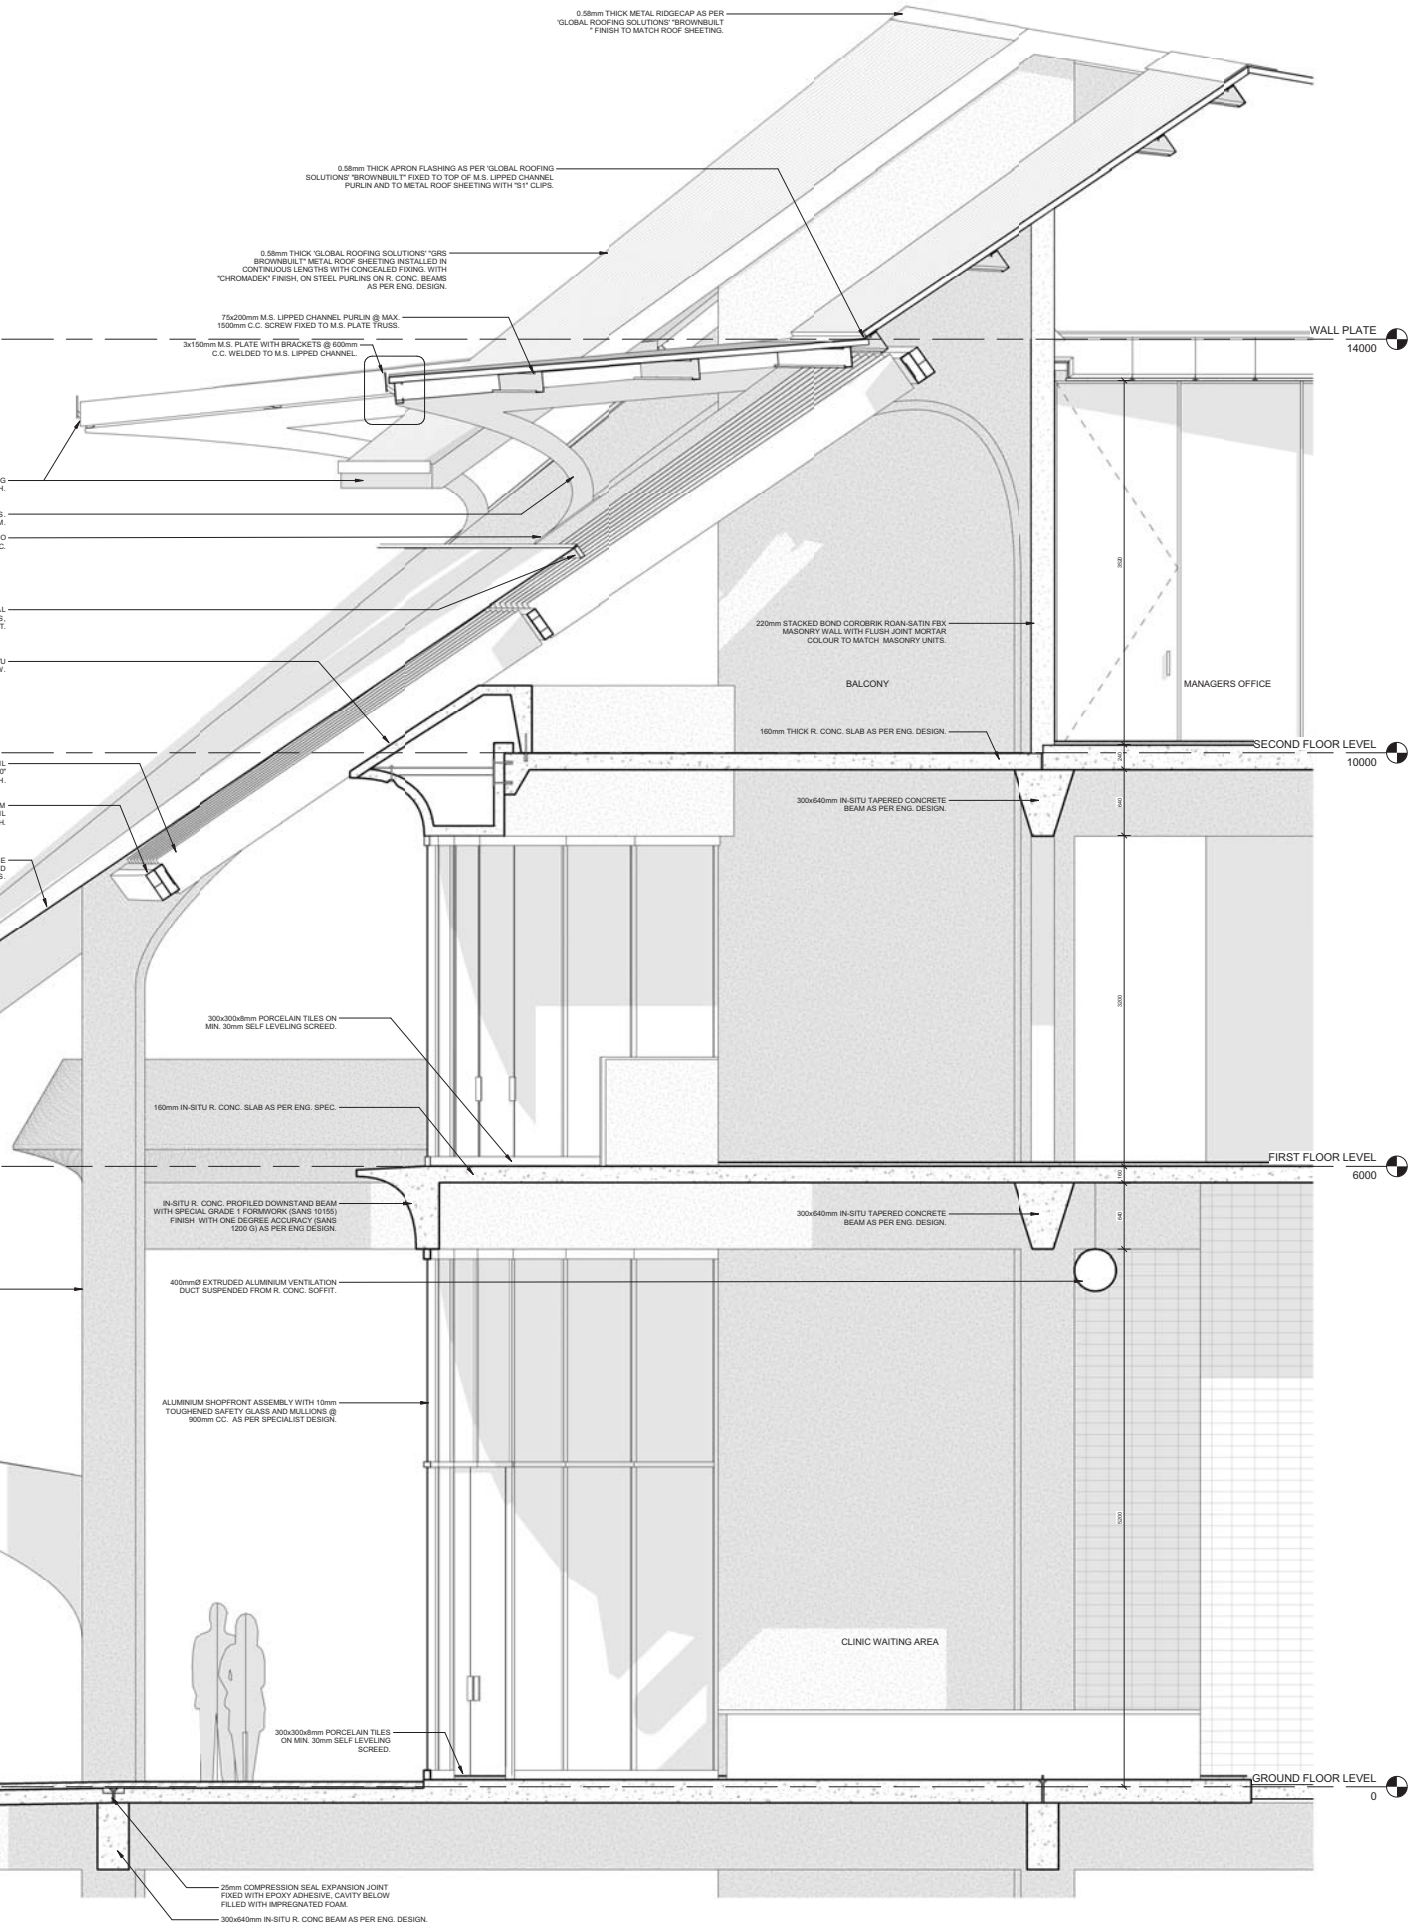 0.58mm THICK METAL RIDGECAP AS PER
'GLOBAL ROOFING SOLUTIONS' "BROWNBUILT
" FINISH TO MATCH ROOF SHEETING.
0.58mm THICK APRON FLASHING AS PER 'GLOBAL ROOFING
SOLUTIONS' "BROWNBUILT" FIXED TO TOP OF M.S. LIPPED CHANNEL
PURLIN AND TO METAL ROOF SHEETING WITH "S1" CLIPS.
0.58mm THICK 'GLOBAL ROOFING SOLUTIONS' "GRS
BROWNBUILT" METAL ROOF SHEETING INSTALLED IN
CONTINUOUS LENGTHS WITH CONCEALED FIXING. WITH
"CHROMADEK" FINISH, ON STEEL PURLINS ON R. CONC. BEAMS
AS PER ENG. DESIGN.
75x200mm M.S. LIPPED CHANNEL PURLIN @ MAX.
1500mm C.C. SCREW FIXED TO M.S. PLATE TRUSS.
3x150mm M.S. PLATE WITH BRACKETS @ 600mm
C.C. WELDED TO M.S. LIPPED CHANNEL.
WALL PLATE
14000
G
H.
S.
M.
O
C.
AL
S,
T.
TU
W.
3920
220mm STACKED BOND COROBRIK ROAN-SATIN FBX
MASONRY WALL WITH FLUSH JOINT MORTAR
COLOUR TO MATCH MASONRY UNITS.
BALCONY
MANAGERS OFFICE
160mm THICK R. CONC. SLAB AS PER ENG. DESIGN.
SECOND FLOOR LEVEL
10000
240
IL
0"
H.
M
IL
H.
300x640mm IN-SITU TAPERED CONCRETE
BEAM AS PER ENG. DESIGN.
640
E
D
S.
3200
300x300x8mm PORCELAIN TILES ON
MIN. 30mm SELF LEVELING SCREED.
160mm IN-SITU R. CONC. SLAB AS PER ENG. SPEC.
FIRST FLOOR LEVEL
6000
160
IN-SITU R. CONC. PROFILED DOWNSTAND BEAM
WITH SPECIAL GRADE 1 FORMWORK (SANS 10155)
FINISH WITH ONE DEGREE ACCURACY (SANS
1200 G) AS PER ENG DESIGN.
300x640mm IN-SITU TAPERED CONCRETE
BEAM AS PER ENG. DESIGN.
640
400mmØ EXTRUDED ALUMINIUM VENTILATION
DUCT SUSPENDED FROM R. CONC. SOFFIT.
ALUMINIUM SHOPFRONT ASSEMBLY WITH 10mm
TOUGHENED SAFETY GLASS AND MULLIONS @
900mm CC. AS PER SPECIALIST DESIGN.
5200
CLINIC WAITING AREA
300x300x8mm PORCELAIN TILES
ON MIN. 30mm SELF LEVELING
SCREED.
GROUND FLOOR LEVEL
0
25mm COMPRESSION SEAL EXPANSION JOINT
FIXED WITH EPOXY ADHESIVE, CAVITY BELOW
FILLED WITH IMPREGNATED FOAM.
300x640mm IN-SITU R. CONC BEAM AS PER ENG. DESIGN.